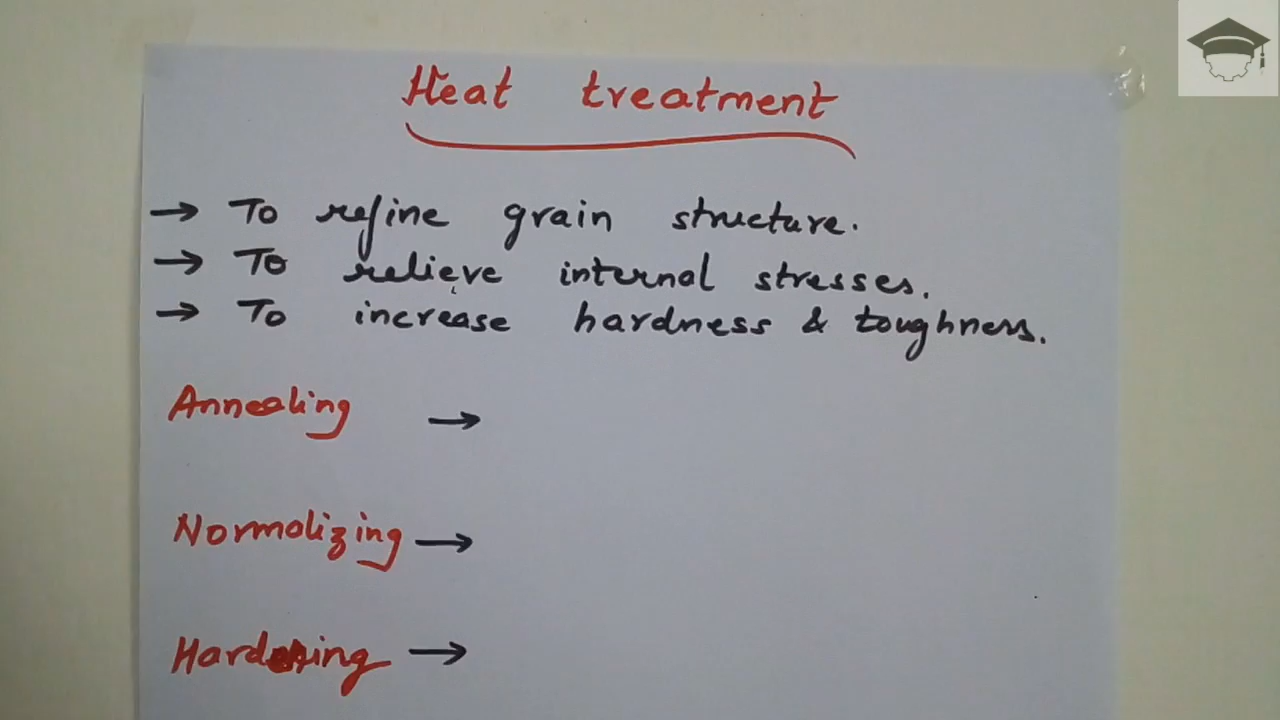 Heat treatment
→ To refine grain structure.
→ To relieve internal stresses.
→ To increase hardness & toughness.
Annealing →
Normalizing →
Hardening →